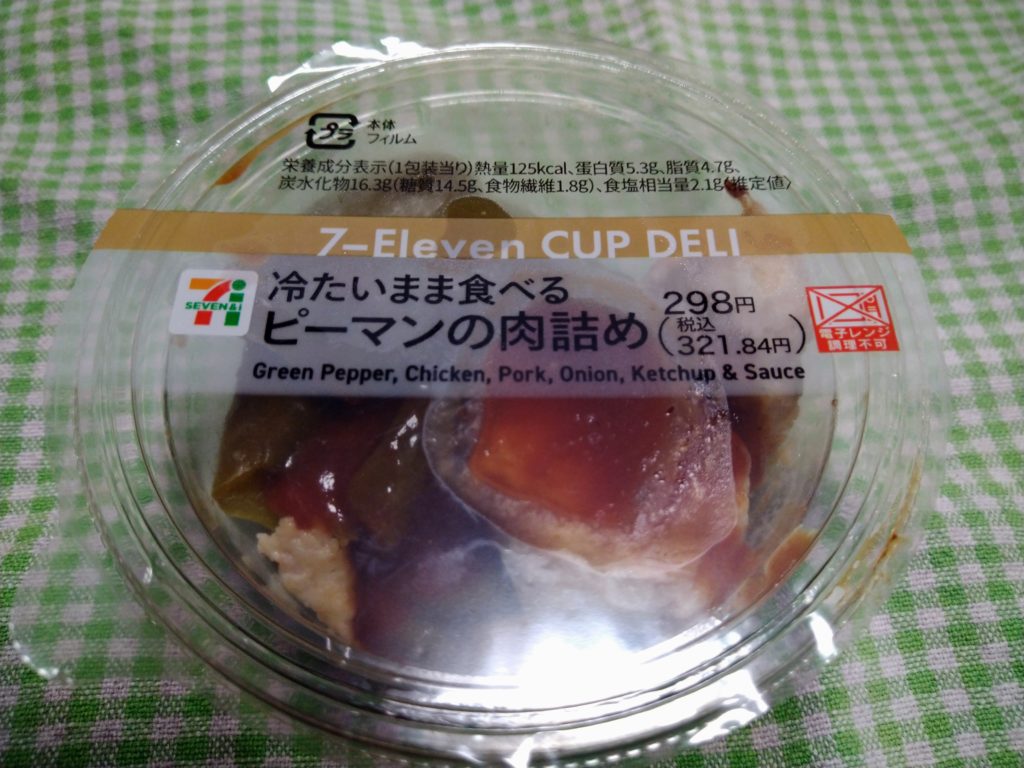 プラ
本体
フィルム
栄養成分表示(1包装当り)熱量125kcal、蛋白質5.3g、脂質4.7g、
炭水化物16.3g(糖質14.5g、食物繊維1.8g)、食塩相当量2.1g(推定値)
7-Eleven CUP DELI
7i
SEVEN&i
冷たいまま食べる
ピーマンの肉詰め
298円
(税込
321.84円)
電子レンジ
調理不可
Green Pepper, Chicken, Pork, Onion, Ketchup & Sauce